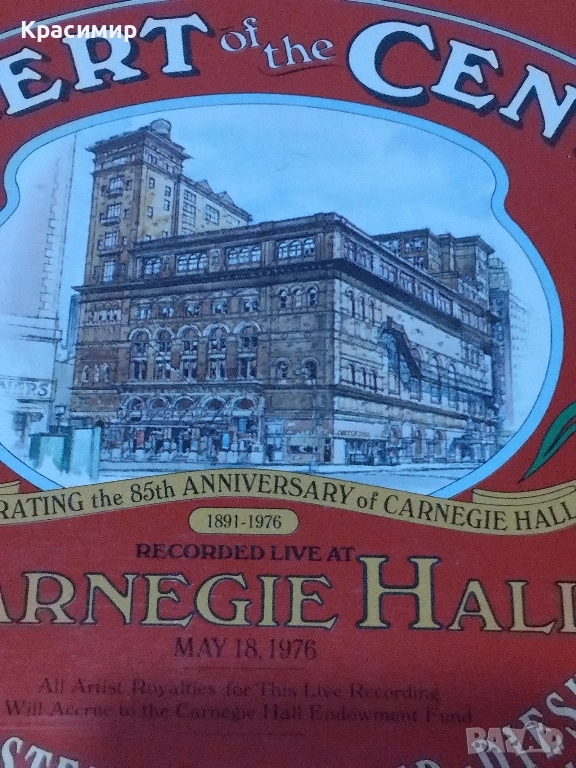 Красимир
ERT of the CEN
RATING the 85th ANNIVERSARY of CARNEGIE HALL
1891-1976
RECORDED LIVE AT
ARNEGIE HALL
MAY 18, 1976
All Artist Royalties for This Live Recording
Will Accrue to the Carnegie Hall Endowment Fund